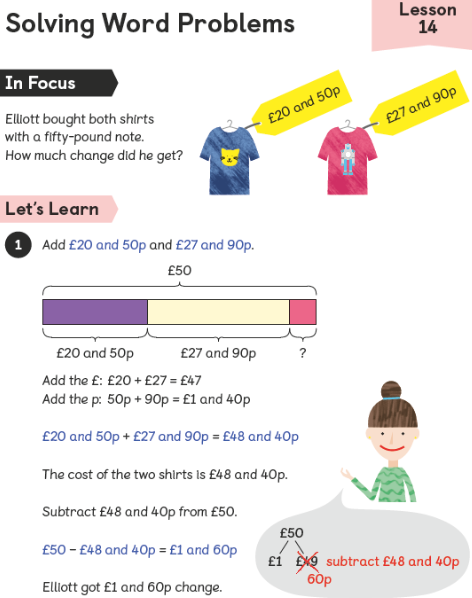 Solving Word Problems
Lesson
14
In Focus
Elliott bought both shirts
with a fifty-pound note.
How much change did he get?
£20 and 50p
£27 and 90p
Let's Learn
1 Add £20 and 50p and £27 and 90p.
£50
£20 and 50p £27 and 90p ?
Add the £: £20 + £27 = £47
Add the p: 50p + 90p = £1 and 40p
£20 and 50p + £27 and 90p = £48 and 40p
The cost of the two shirts is £48 and 40p.
Subtract £48 and 40p from £50.
£50 – £48 and 40p = £1 and 60p
Elliott got £1 and 60p change.
£50
£1 £49 subtract £48 and 40p
60p